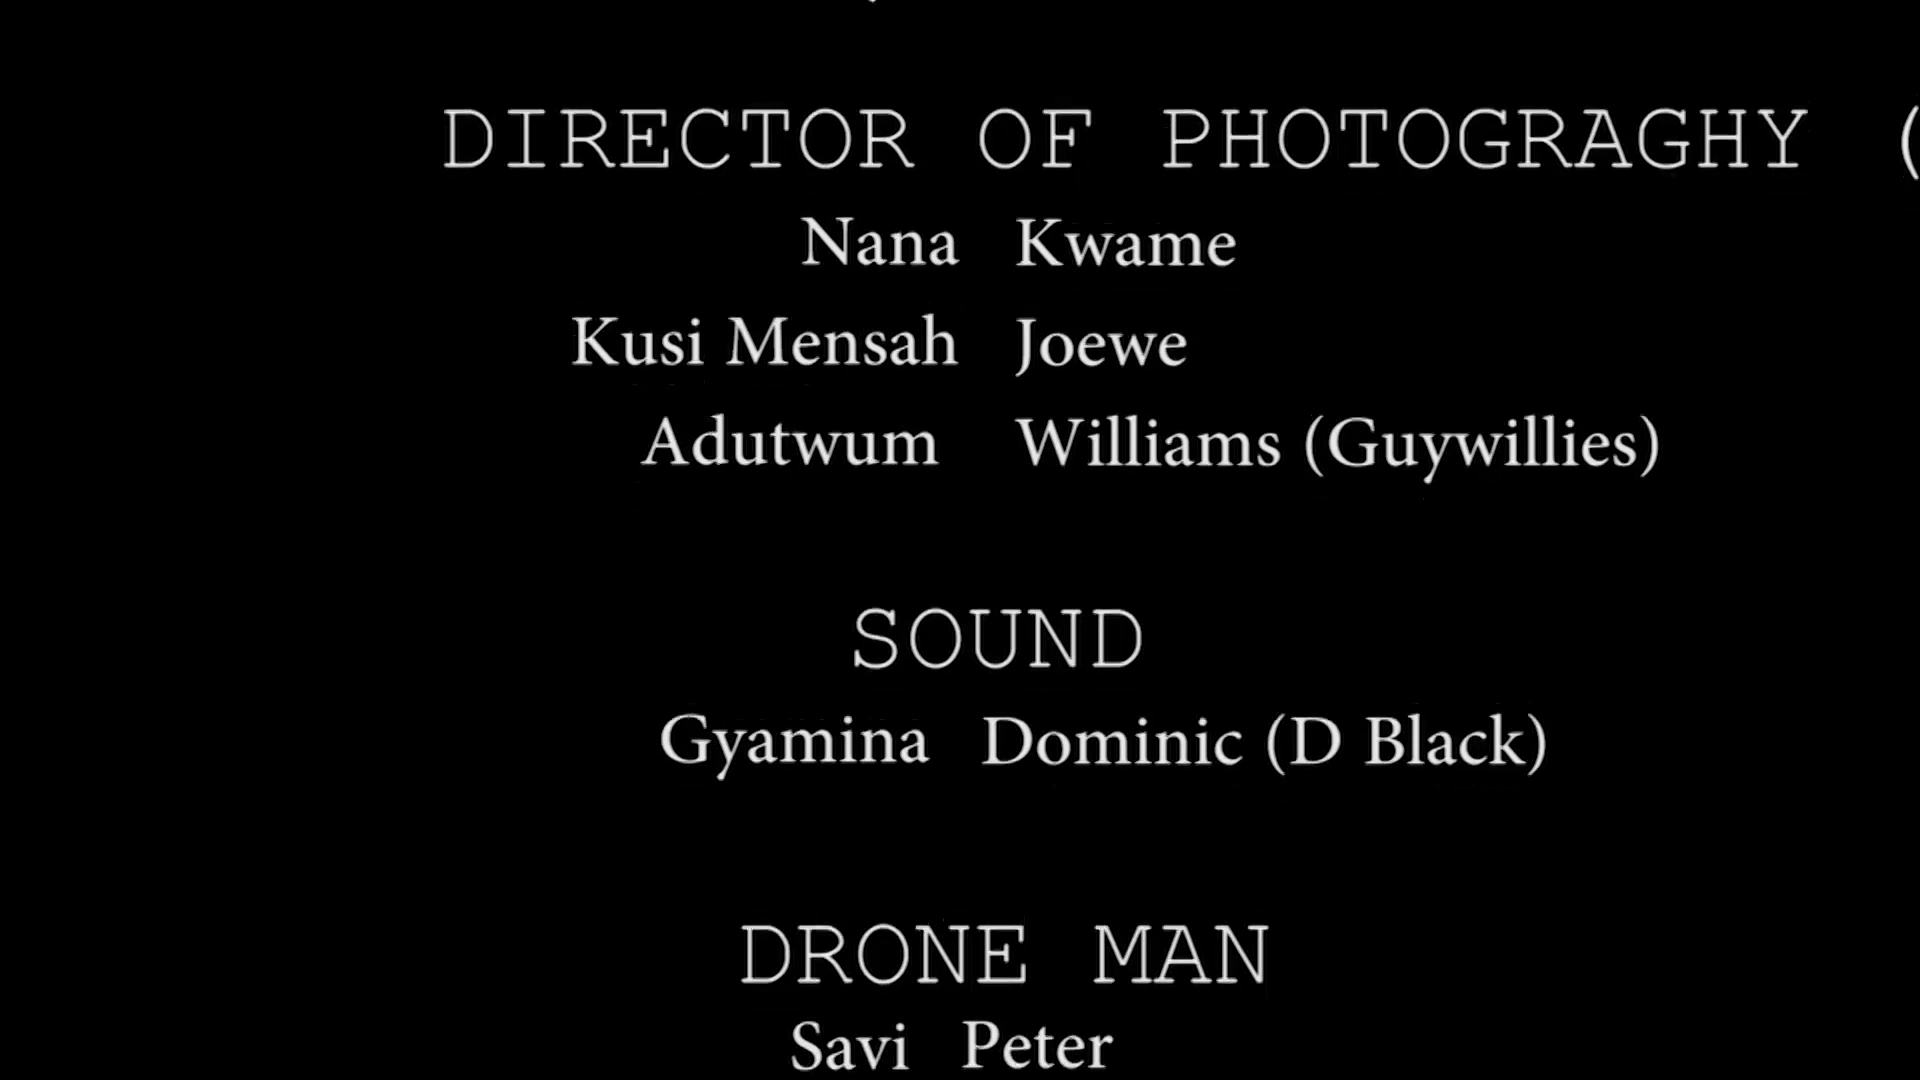 DIRECTOR OF PHOTOGRAGHY (
Nana Kwame
Kusi Mensah Joewe
Adutwum Williams (Guywillies)
SOUND
Gyamina Dominic (D Black)
DRONE MAN
Savi Peter